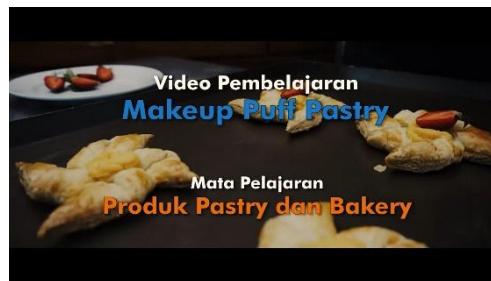 Video Pembelajaran
Makeup Puff Pastry
Mata Pelajaran
Produk Pastry dan Bakery